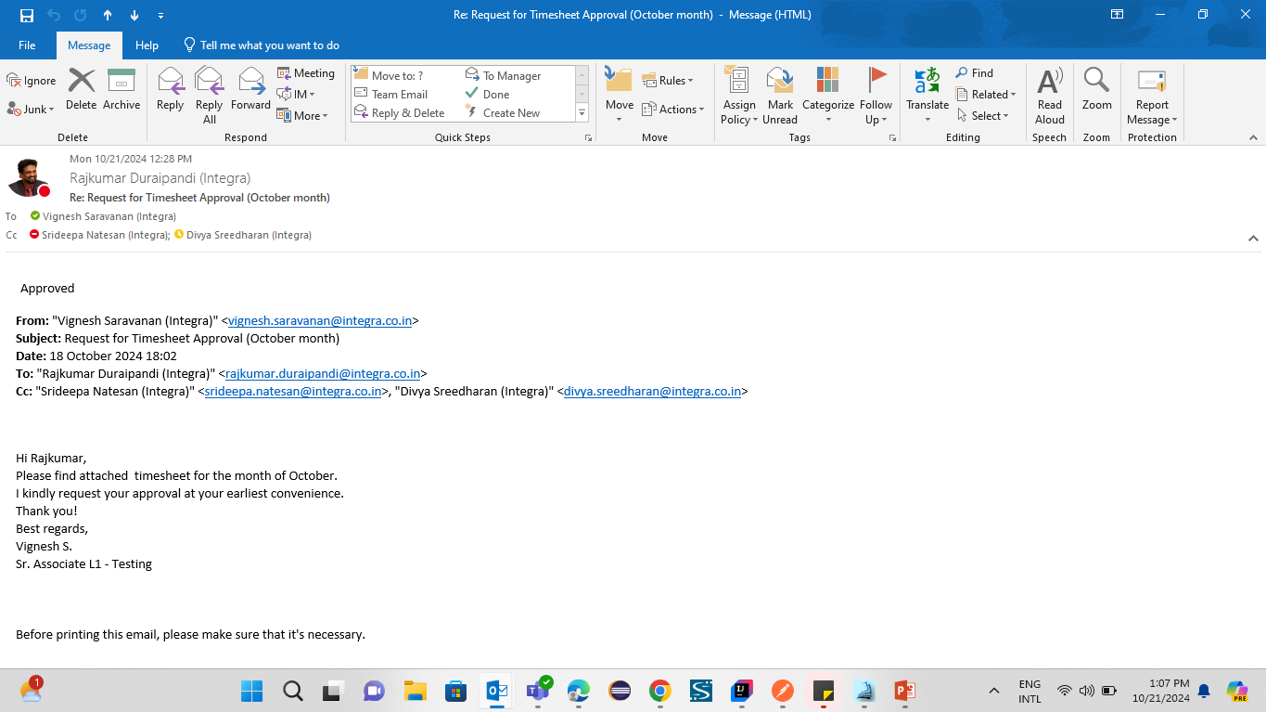 Re: Request for Timesheet Approval (October month) - Message (HTML)
File Message Help Tell me what you want to do
Ignore
Junk
Delete
Archive
Delete
Reply
Reply All
Forward
Meeting
IM
More
Respond
Move to: ?
To Manager
Team Email
Done
Reply & Delete
Create New
Quick Steps
Move
Rules
Actions
Move
Assign Policy
Mark Unread
Categorize
Follow Up
Tags
Translate
Find
Related
Select
Editing
Read Aloud
Speech
Zoom
Zoom
Report Message
Protection
Mon 10/21/2024 12:28 PM
Rajkumar Duraipandi (Integra)
Re: Request for Timesheet Approval (October month)
To Vignesh Saravanan (Integra)
Cc Srideepa Natesan (Integra); Divya Sreedharan (Integra)
Approved
From: "Vignesh Saravanan (Integra)" <vignesh.saravanan@integra.co.in>
Subject: Request for Timesheet Approval (October month)
Date: 18 October 2024 18:02
To: "Rajkumar Duraipandi (Integra)" <rajkumar.duraipandi@integra.co.in>
Cc: "Srideepa Natesan (Integra)" <srideepa.natesan@integra.co.in>, "Divya Sreedharan (Integra)" <divya.sreedharan@integra.co.in>
Hi Rajkumar,
Please find attached  timesheet for the month of October.
I kindly request your approval at your earliest convenience.
Thank you!
Best regards,
Vignesh S.
Sr. Associate L1 - Testing
Before printing this email, please make sure that it's necessary.
1
ENG
INTL
1:07 PM
10/21/2024
PRE